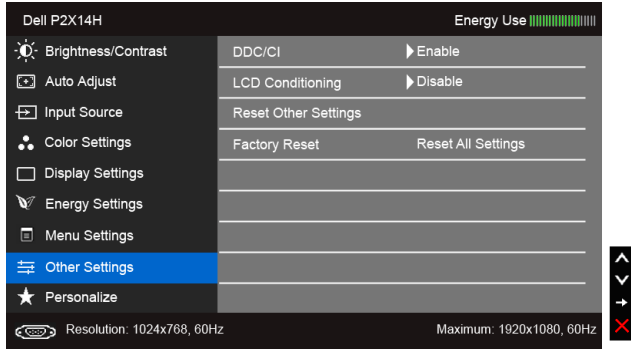 Dell P2X14H Energy Use
Brightness/Contrast DDC/CI Enable
Auto Adjust LCD Conditioning Disable
Input Source Reset Other Settings
Color Settings Factory Reset Reset All Settings
Display Settings
Energy Settings
Menu Settings
Other Settings
Personalize
Resolution: 1024x768, 60Hz Maximum: 1920x1080, 60Hz